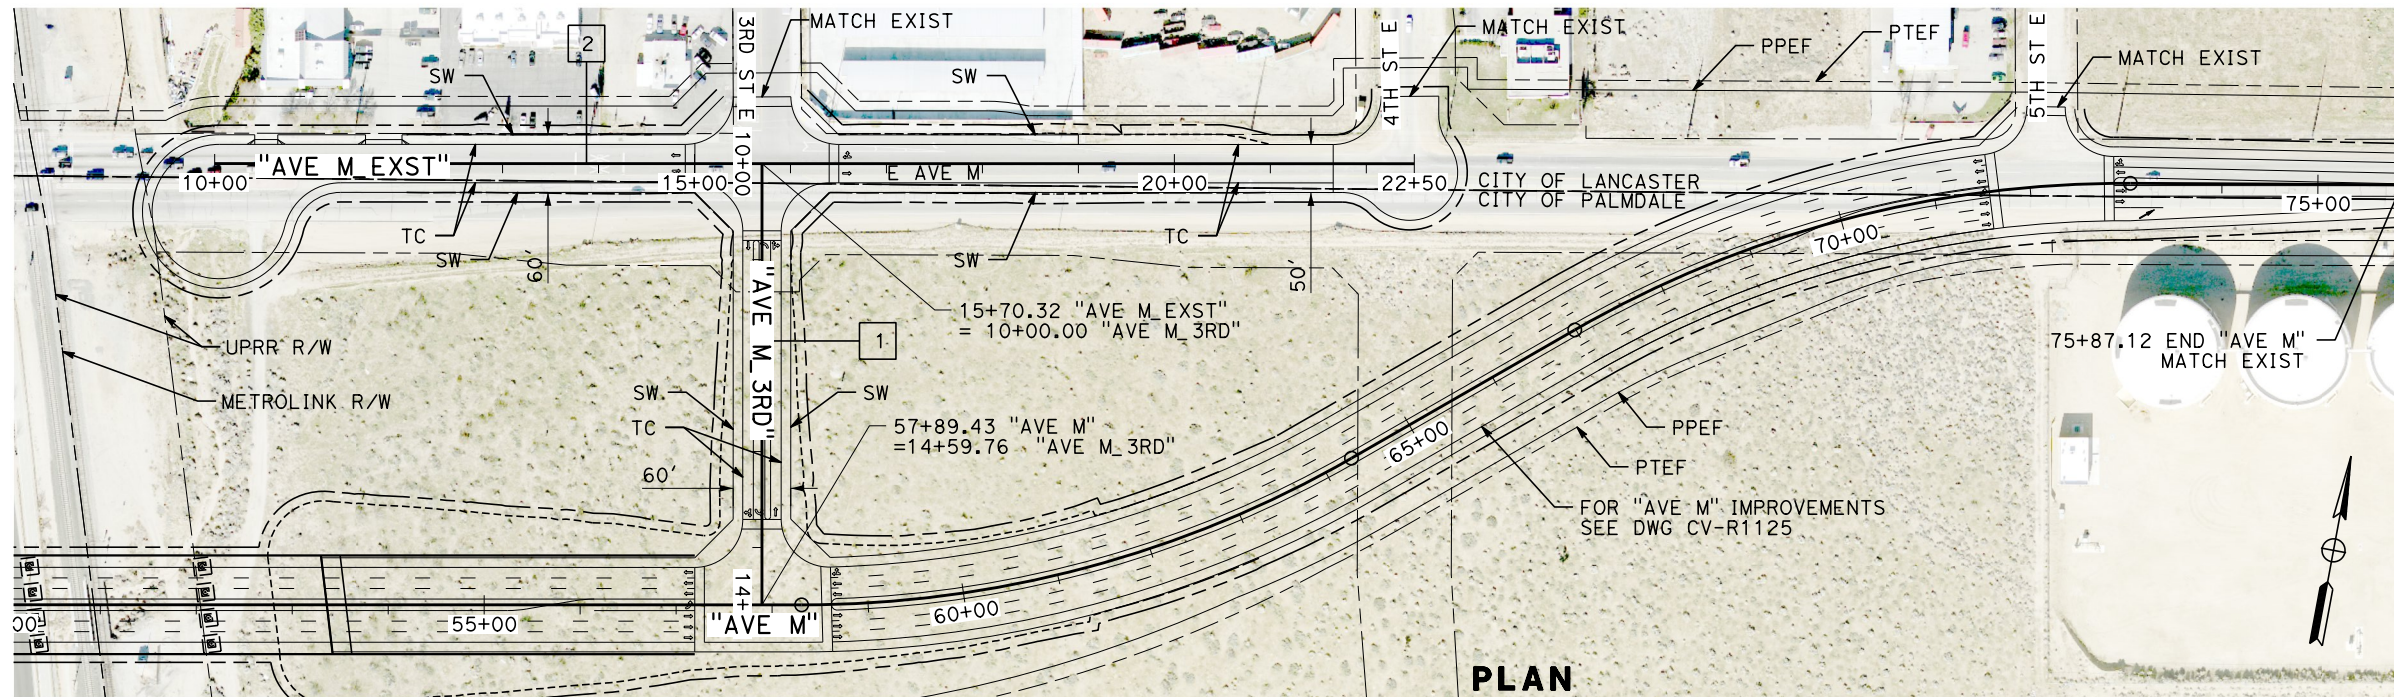 3RD ST E
MATCH EXIST
2
SW
SW
4TH ST E
MATCH EXIST
PPEF
PTEF
5TH ST E
MATCH EXIST
"AVE M_EXST"
10+00
15+00
10+00
E AVE M
20+00
22+50
CITY OF LANCASTER
CITY OF PALMDALE
75+00
TC
SW
60'
TC
SW
50'
70+00
"AVE M_3RD"
15+70.32 "AVE M_EXST"
= 10+00.00 "AVE M_3RD"
1
UPRR R/W
METROLINK R/W
75+87.12 END "AVE M"
MATCH EXIST
SW
SW
TC
57+89.43 "AVE M"
=14+59.76 "AVE M_3RD"
60'
65+00
PPEF
PTEF
FOR "AVE M" IMPROVEMENTS
SEE DWG CV-R1125
14+
00
55+00
"AVE M"
60+00
PLAN